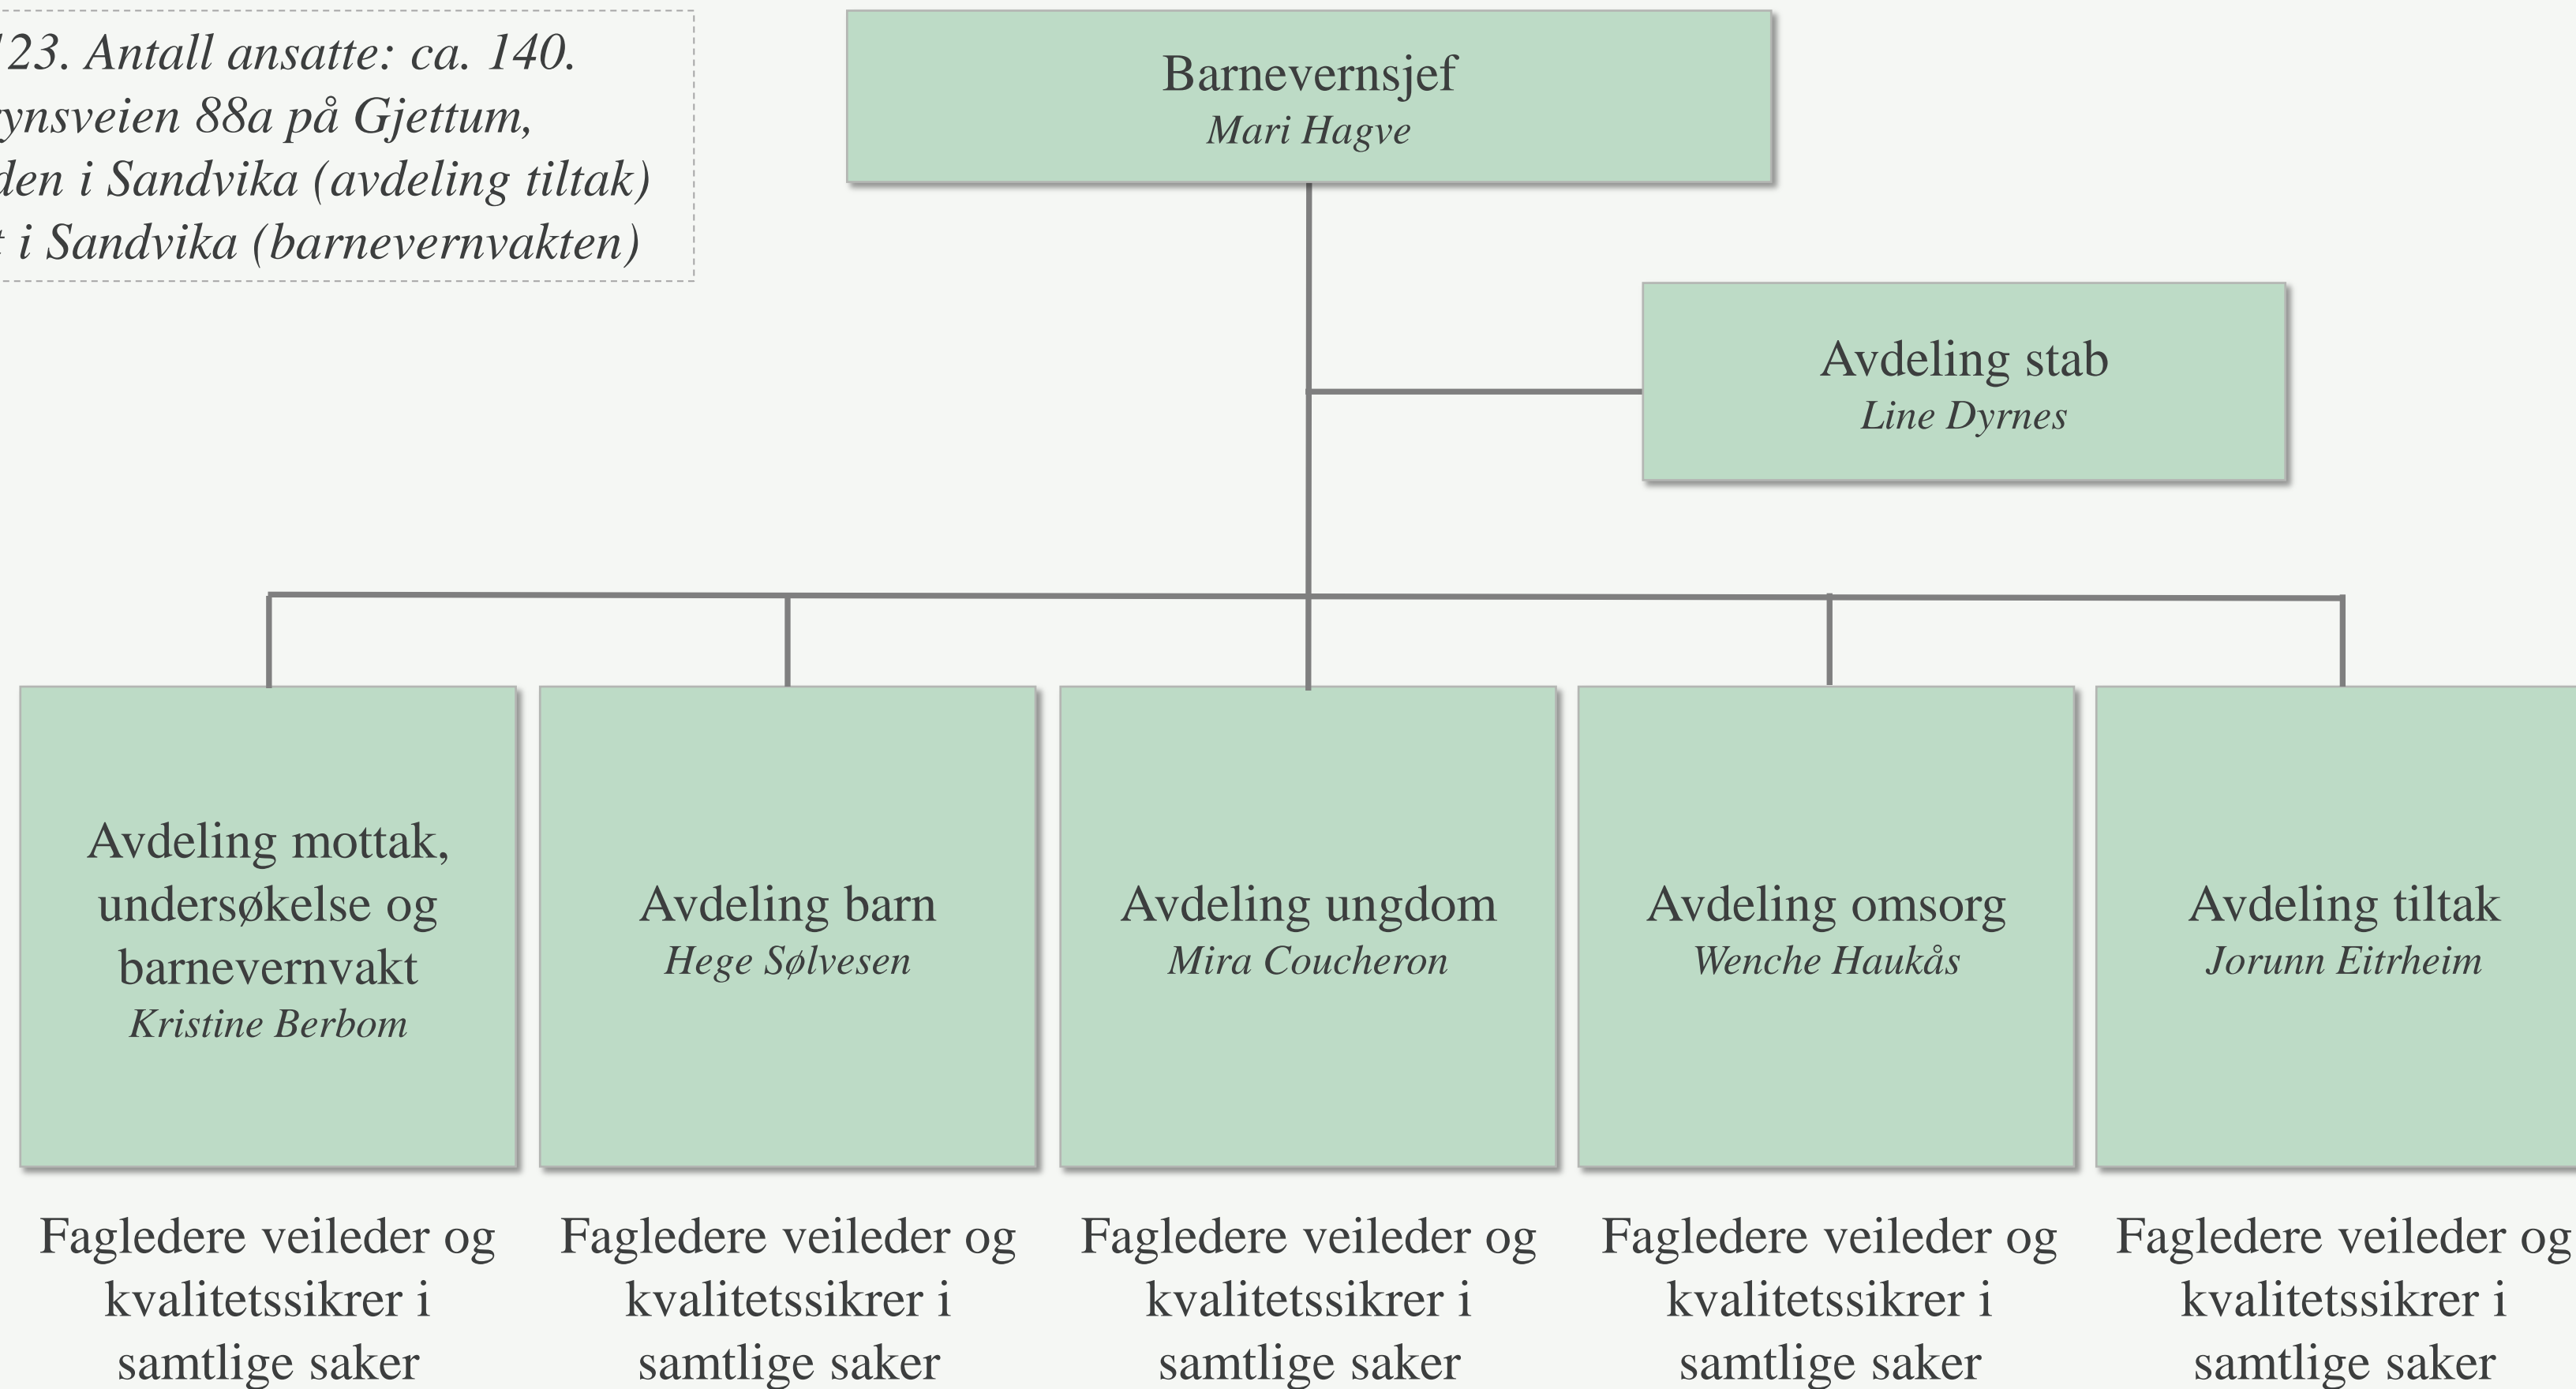 23. Antall ansatte: ca. 140.
88a på Gjettum,
i Sandvika (avdeling tiltak)
i Sandvika (barnevernvakten)
Barnevernsjef
Mari Hagve
Avdeling stab
Line Dyrnes
Avdeling mottak,
undersøkelse og
barnevernvakt
Kristine Berbom
Avdeling barn
Hege Sølvesen
Avdeling ungdom
Mira Coucheron
Avdeling omsorg
Wenche Haukås
Avdeling tiltak
Jorunn Eitrheim
Fagledere veileder og
kvalitetssikrer i
samtlige saker
Fagledere veileder og
kvalitetssikrer i
samtlige saker
Fagledere veileder og
kvalitetssikrer i
samtlige saker
Fagledere veileder og
kvalitetssikrer i
samtlige saker
Fagledere veileder og
kvalitetssikrer i
samtlige saker